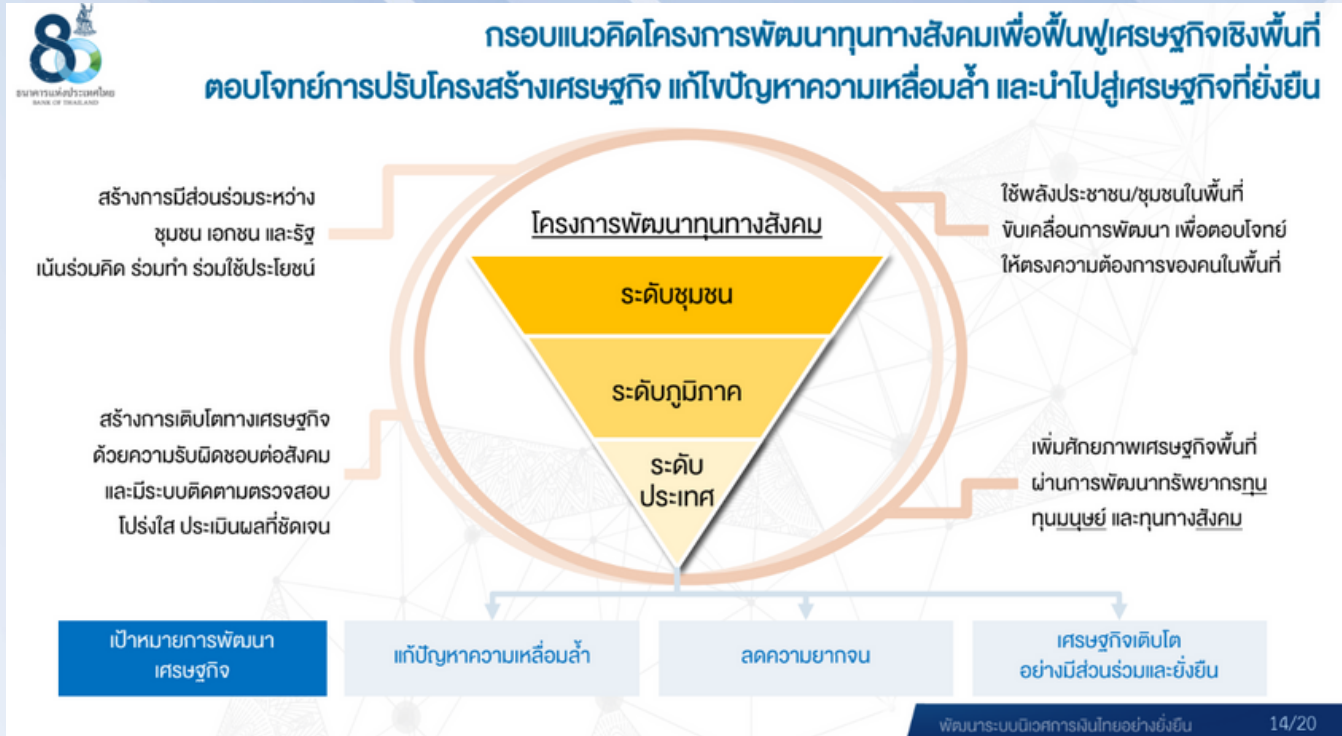 ธนาคารแห่งประเทศไทย
BANK OF THAILAND
กรอบแนวคิดโครงการพัฒนาทุนทางสังคมเพื่อฟื้นฟูเศรษฐกิจเชิงพื้นที่
ตอบโจทย์การปรับโครงสร้างเศรษฐกิจ แก้ไขปัญหาความเหลื่อมล้ำ และนำไปสู่เศรษฐกิจที่ยั่งยืน
สร้างการมีส่วนร่วมระหว่าง
ชุมชน เอกชน และรัฐ
เน้นร่วมคิด ร่วมทำ ร่วมใช้ประโยชน์
ใช้พลังประชาชน/ชุมชนในพื้นที่
ขับเคลื่อนการพัฒนา เพื่อตอบโจทย์
ให้ตรงความต้องการของคนในพื้นที่
โครงการพัฒนาทุนทางสังคม
ระดับชุมชน
ระดับภูมิภาค
ระดับ
ประเทศ
สร้างการเติบโตทางเศรษฐกิจ
ด้วยความรับผิดชอบต่อสังคม
และมีระบบติดตามตรวจสอบ
โปร่งใส ประเมินผลที่ชัดเจน
เพิ่มศักยภาพเศรษฐกิจพื้นที่
ผ่านการพัฒนาทรัพยากรทุน
ทุนมนุษย์ และทุนทางสังคม
เป้าหมายการพัฒนา
เศรษฐกิจ
แก้ปัญหาความเหลื่อมล้ำ
ลดความยากจน
เศรษฐกิจเติบโต
อย่างมีส่วนร่วมและยั่งยืน
พัฒนาระบบนิเวศการเงินไทยอย่างยั่งยืน 14/20